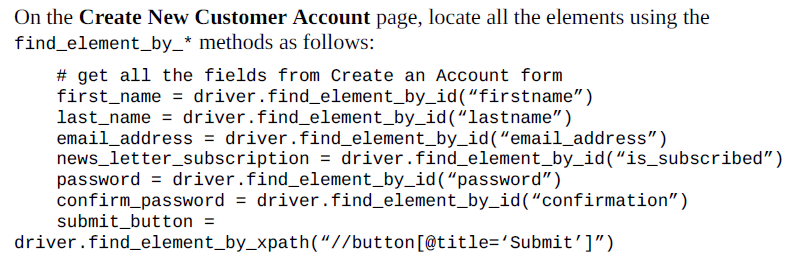 On the Create New Customer Account page, locate all the elements using the
find_element_by_* methods as follows:
# get all the fields from Create an Account form
first_name = driver.find_element_by_id(“firstname”)
last_name = driver.find_element_by_id(“lastname”)
email_address = driver.find_element_by_id(“email_address”)
news_letter_subscription = driver.find_element_by_id(“is_subscribed”)
password = driver.find_element_by_id(“password”)
confirm_password = driver.find_element_by_id(“confirmation”)
submit_button =
driver.find_element_by_xpath(“//button[@title=‘Submit’]”)